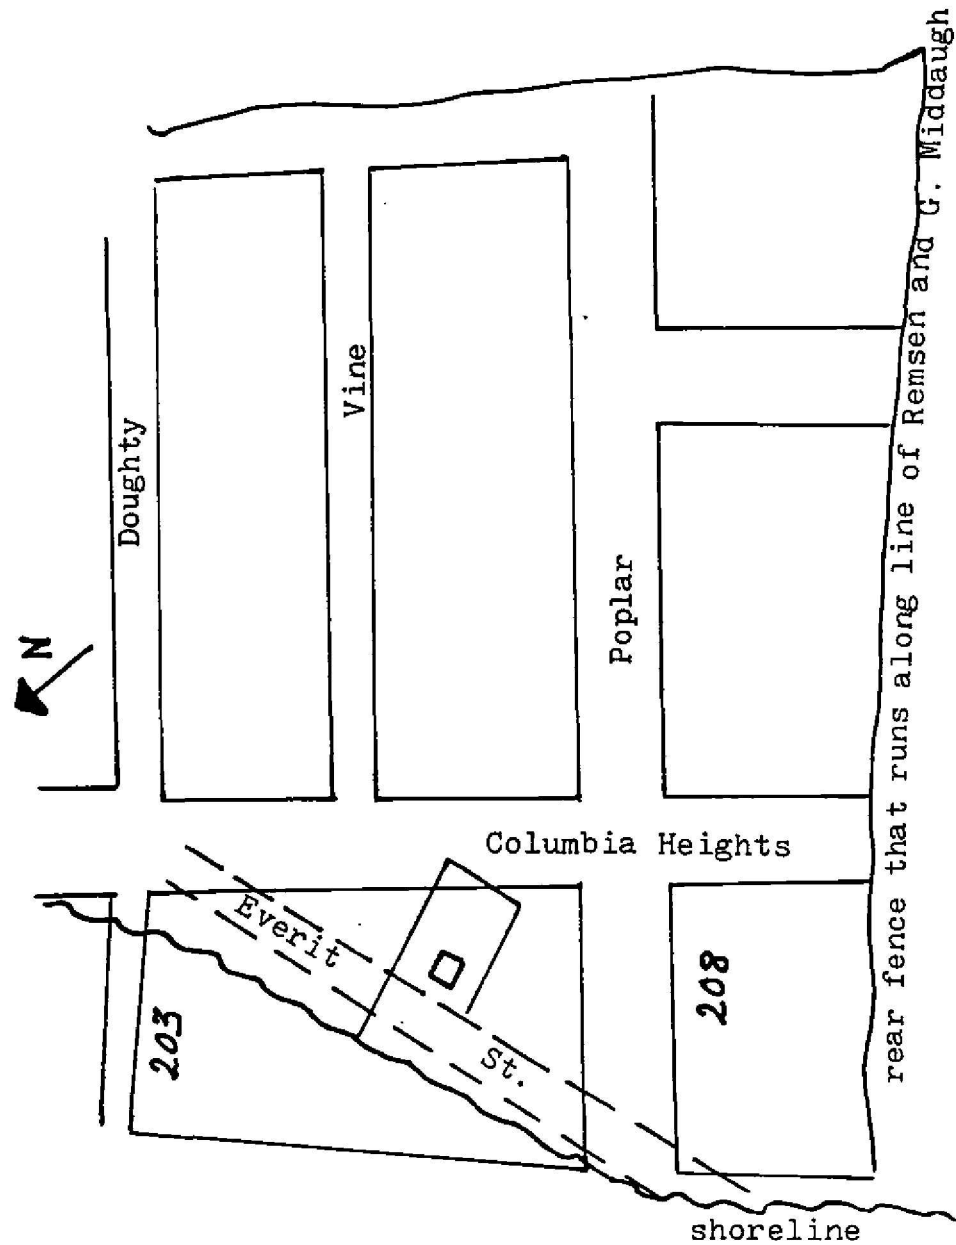 N
Doughty
Vine
Poplar
Columbia Heights
Everit
St.
203
208
rear fence that runs along line of Remsen and G. Middaugh
shoreline